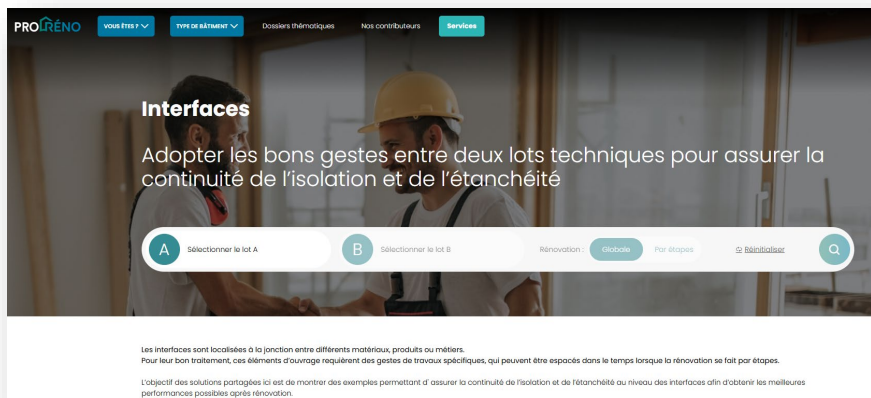 PRORÉNO VOUS ÊTES ? TYPE DE BÂTIMENT Dossiers thématiques Nos contributeurs Services
Interfaces
Adopter les bons gestes entre deux lots techniques pour assurer la
continuité de l'isolation et de l'étanchéité
A Sélectionner le lot A B Sélectionner le lot B Rénovation : Globale Par étapes Réinitialiser
Les interfaces sont localisées à la jonction entre différents matériaux, produits ou métiers.
Pour leur bon traitement, ces éléments d'ouvrage requièrent des gestes de travaux spécifiques, qui peuvent être espacés dans le temps lorsque la rénovation se fait par étapes.
L'objectif des solutions partagées ici est de montrer des exemples permettant d' assurer la continuité de l'isolation et de l'étanchéité au niveau des interfaces afin d'obtenir les meilleures
performances possibles après rénovation.